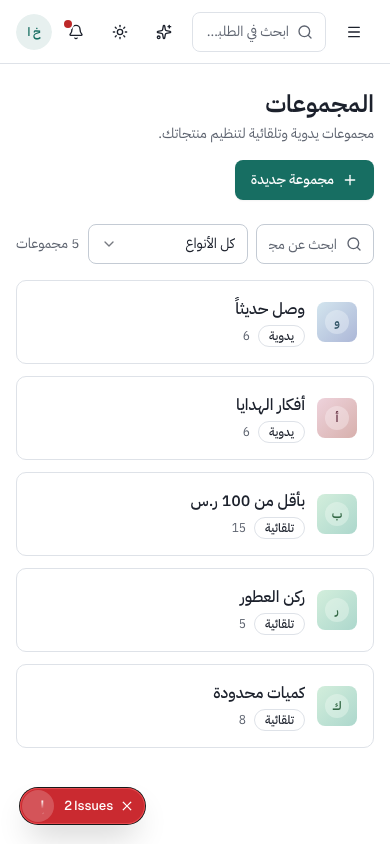 ابحث في الطلبـ...
خ ا
المجموعات
مجموعات يدوية وتلقائية لتنظيم منتجاتك.
مجموعة جديدة
ابحث عن مج
كل الأنواع
5 مجموعات
و
وصل حديثاً
يدوية
6
أ
أفكار الهدايا
يدوية
6
ب
بأقل من 100 ر.س
تلقائية
15
ر
ركن العطور
تلقائية
5
ك
كميات محدودة
تلقائية
8
2 Issues